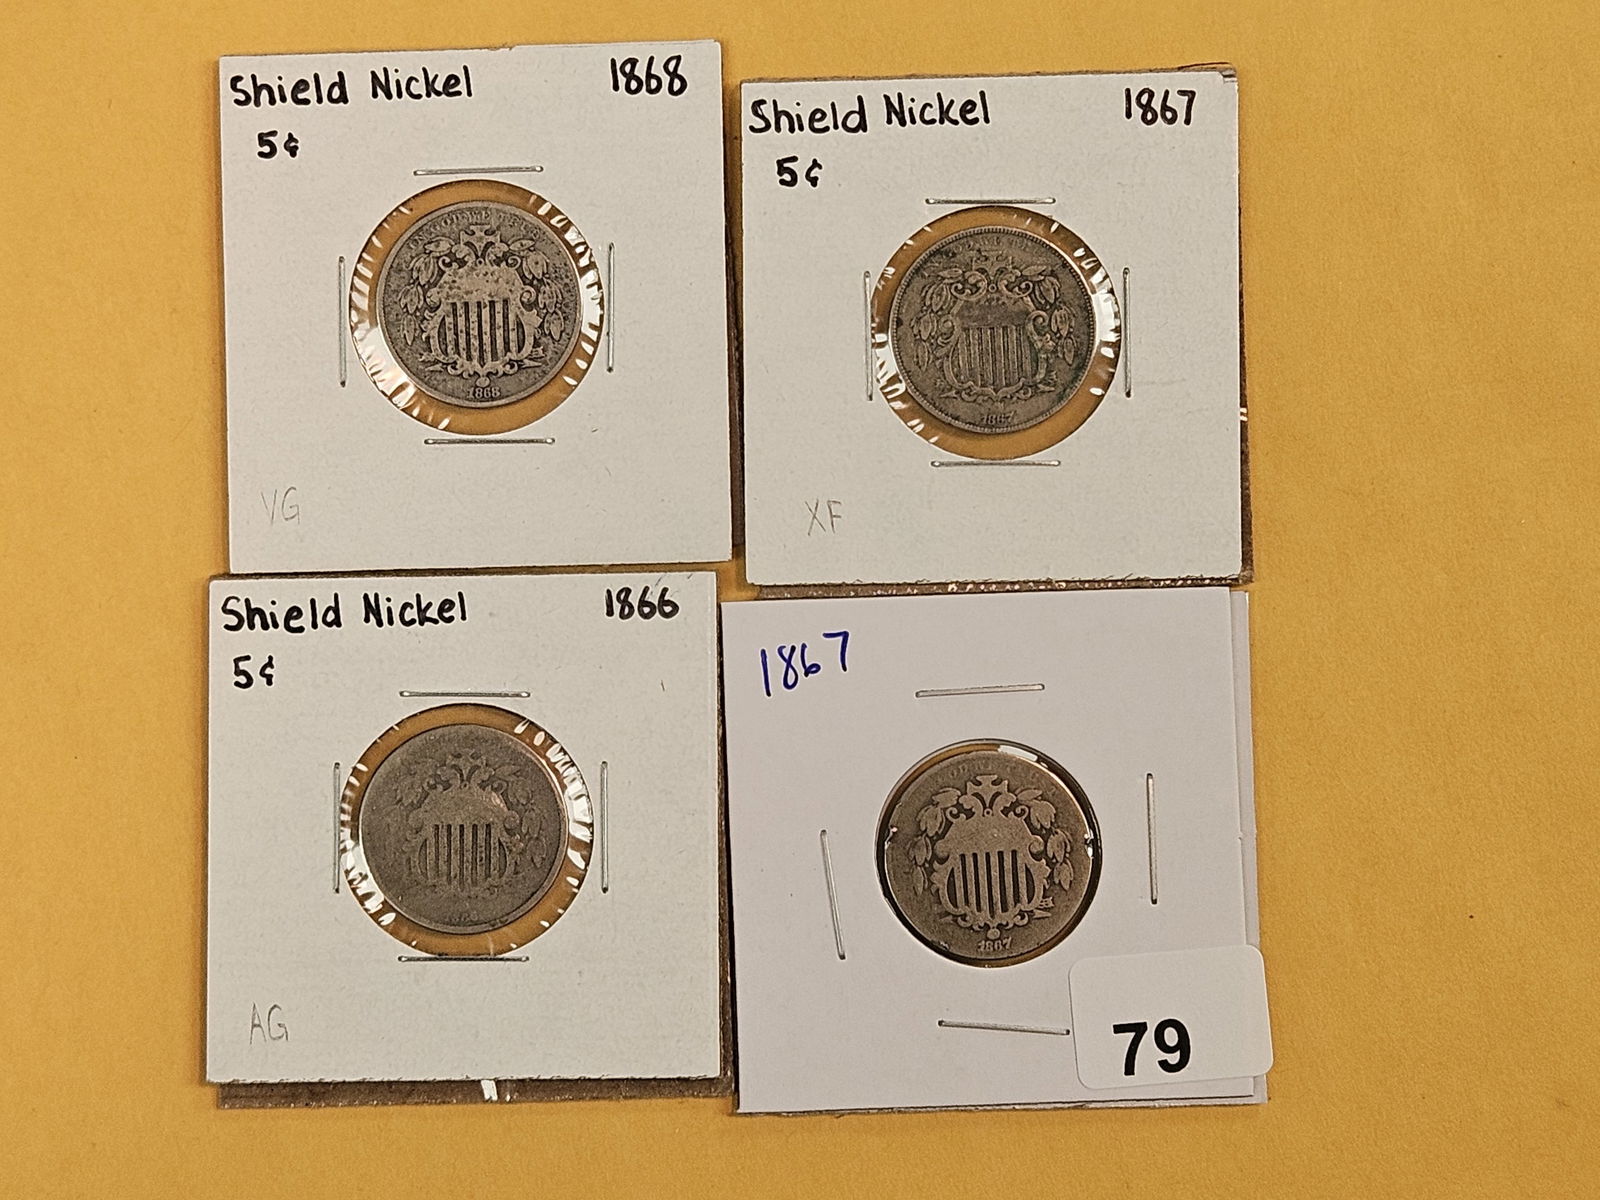 Shield Nickel 1868
5¢
1868
VG
Shield Nickel 1867
5¢
1867
XF
Shield Nickel 1866
5¢
AG
1867
1867
79